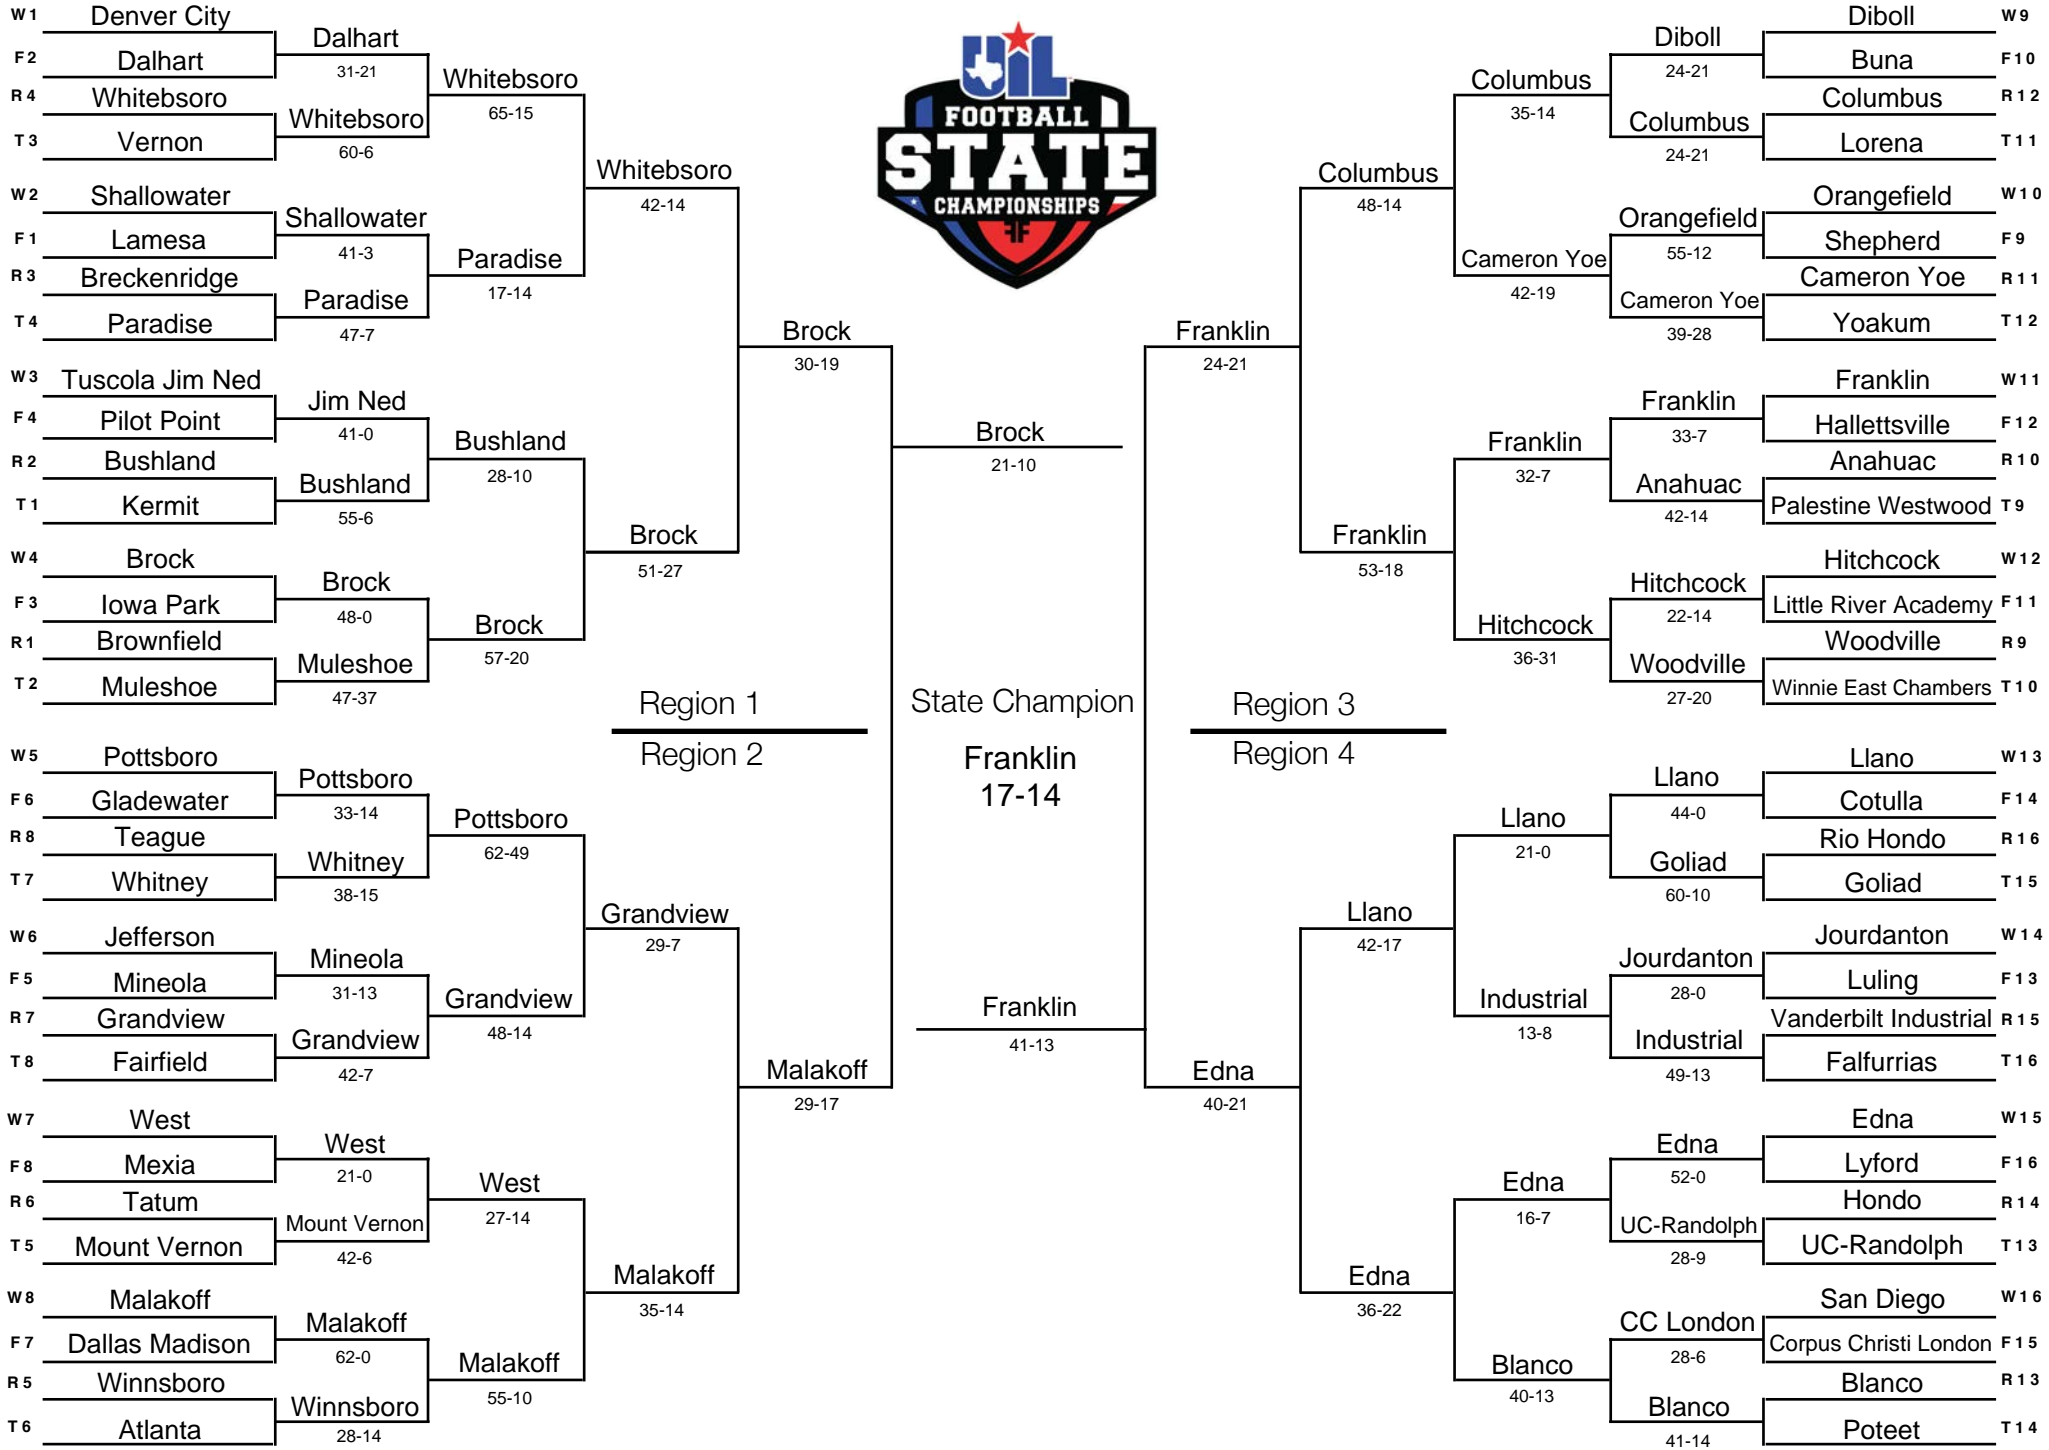 W1 Denver City
F2 Dalhart
R4 Whitebsoro
T3 Vernon
W2 Shallowater
F1 Lamesa
R3 Breckenridge
T4 Paradise
W3 Tuscola Jim Ned
F4 Pilot Point
R2 Bushland
T1 Kermit
W4 Brock
F3 Iowa Park
R1 Brownfield
T2 Muleshoe
W5 Pottsboro
F6 Gladewater
R8 Teague
T7 Whitney
W6 Jefferson
F5 Mineola
R7 Grandview
T8 Fairfield
W7 West
F8 Mexia
R6 Tatum
T5 Mount Vernon
W8 Malakoff
F7 Dallas Madison
R5 Winnsboro
T6 Atlanta
Dalhart
31-21
Whitebsoro
60-6
Shallowater
41-3
Paradise
47-7
Jim Ned
41-0
Bushland
55-6
Brock
48-0
Muleshoe
47-37
Pottsboro
33-14
Whitney
38-15
Mineola
31-13
Grandview
42-7
West
21-0
Mount Vernon
42-6
Malakoff
62-0
Winnsboro
28-14
Whitebsoro
65-15
Paradise
17-14
Bushland
28-10
Brock
57-20
Pottsboro
62-49
Grandview
48-14
West
27-14
Malakoff
55-10
Whitebsoro
42-14
Brock
51-27
Region 1
Region 2
Grandview
29-7
Malakoff
35-14
Brock
30-19
Malakoff
29-17
UIL
FOOTBALL
STATE
CHAMPIONSHIPS
Brock
21-10
State Champion
Franklin
17-14
Franklin
41-13
Franklin
24-21
Edna
40-21
Columbus
48-14
Franklin
53-18
Region 3
Region 4
Llano
42-17
Edna
36-22
Columbus
35-14
Cameron Yoe
42-19
Franklin
32-7
Hitchcock
36-31
Llano
21-0
Industrial
13-8
Edna
16-7
Blanco
40-13
Diboll
24-21
Columbus
24-21
Orangefield
55-12
Cameron Yoe
39-28
Franklin
33-7
Anahuac
42-14
Hitchcock
22-14
Woodville
27-20
Llano
44-0
Goliad
60-10
Jourdanton
28-0
Industrial
49-13
Edna
52-0
UC-Randolph
28-9
CC London
28-6
Blanco
41-14
Diboll W9
Buna F10
Columbus R12
Lorena T11
Orangefield W10
Shepherd F9
Cameron Yoe R11
Yoakum T12
Franklin W11
Hallettsville F12
Anahuac R10
Palestine Westwood T9
Hitchcock W12
Little River Academy F11
Woodville R9
Winnie East Chambers T10
Llano W13
Cotulla F14
Rio Hondo R16
Goliad T15
Jourdanton W14
Luling F13
Vanderbilt Industrial R15
Falfurrias T16
Edna W15
Lyford F16
Hondo R14
UC-Randolph T13
San Diego W16
Corpus Christi London F15
Blanco R13
Poteet T14